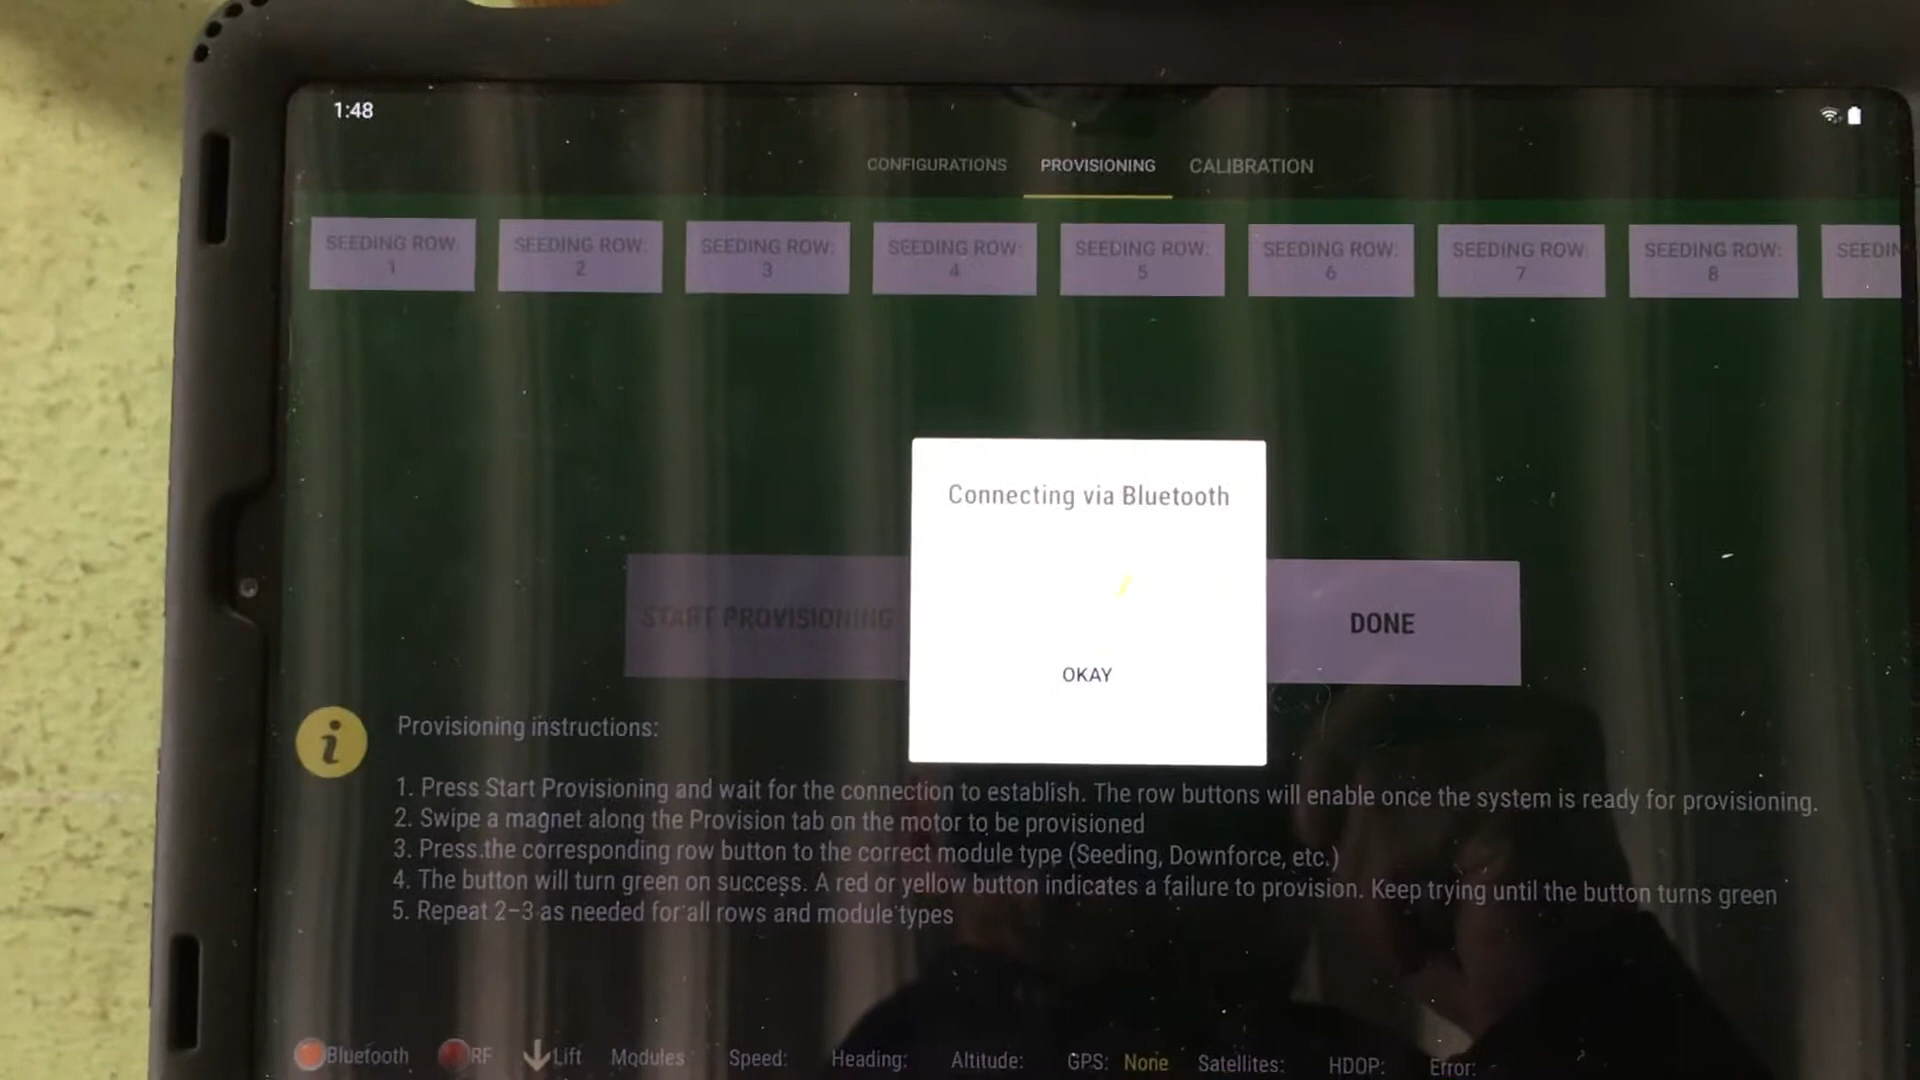 1:48
CONFIGURATIONS PROVISIONING CALIBRATION
SEEDING ROW: 1
SEEDING ROW: 2
SEEDING ROW: 3
SEEDING ROW: 4
SEEDING ROW: 5
SEEDING ROW: 6
SEEDING ROW: 7
SEEDING ROW: 8
SEEDIN
Connecting via Bluetooth
START PROVISIONING
OKAY
DONE
i
Provisioning instructions:
1. Press Start Provisioning and wait for the connection to establish. The row buttons will enable once the system is ready for provisioning.
2. Swipe a magnet along the Provision tab on the motor to be provisioned
3. Press the corresponding row button to the correct module type (Seeding, Downforce, etc.)
4. The button will turn green on success. A red or yellow button indicates a failure to provision. Keep trying until the button turns green
5. Repeat 2-3 as needed for all rows and module types
Bluetooth RF Lift Modules Speed: Heading: Altitude: GPS: None Satellites: HDOP: Error: